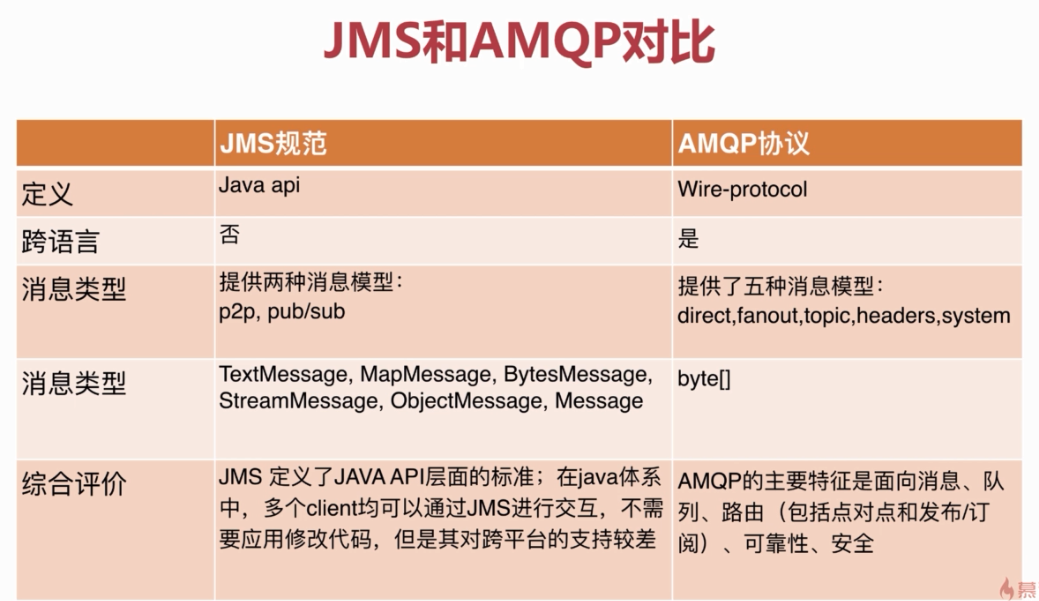 JMS和AMQP对比
JMS规范
AMQP协议
定义
Java api
Wire-protocol
跨语言
否
是
消息类型
提供两种消息模型：
p2p, pub/sub
提供了五种消息模型：
direct,fanout,topic,headers,system
消息类型
TextMessage, MapMessage, BytesMessage,
StreamMessage, ObjectMessage, Message
byte[]
综合评价
JMS 定义了JAVA API层面的标准；在java体系
中，多个client均可以通过JMS进行交互，不需
要应用修改代码，但是其对跨平台的支持较差
AMQP的主要特征是面向消息、队
列、路由（包括点对点和发布/订
阅）、可靠性、安全
慕